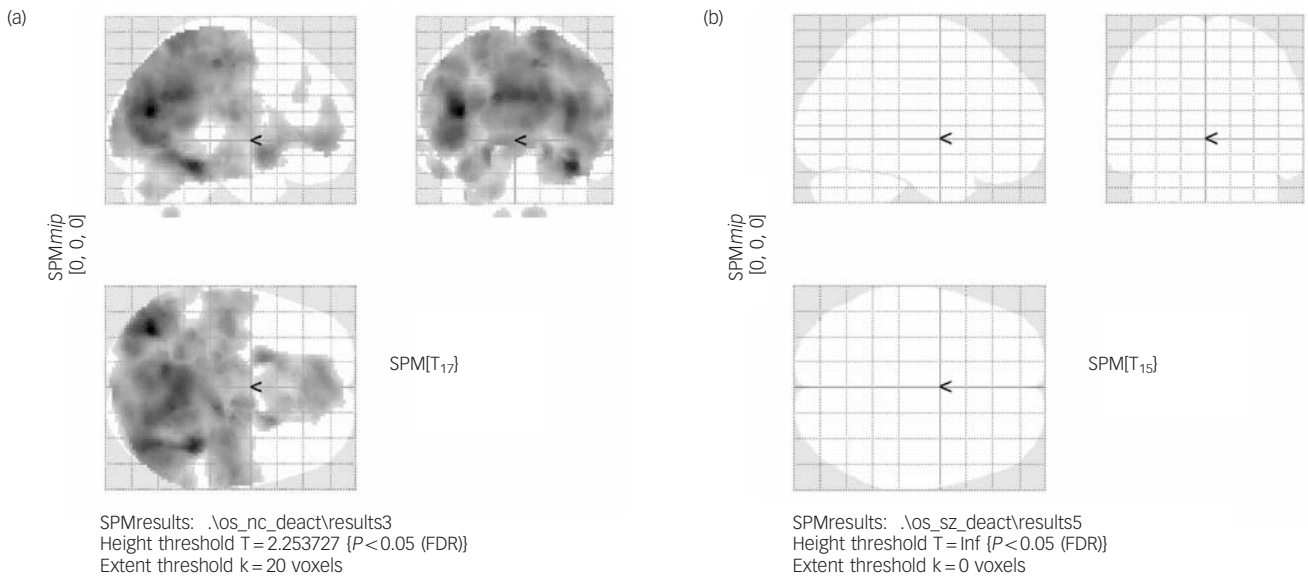 (a)
SPMmip
[0, 0, 0]
<
<
<
SPM[T17}
SPMresults: .\os_nc_deact\results3
Height threshold T=2.253727 {P<0.05 (FDR)}
Extent threshold k=20 voxels
(b)
SPMmip
[0, 0, 0]
<
<
<
SPM[T15}
SPMresults: .\os_sz_deact\results5
Height threshold T=Inf {P<0.05 (FDR)}
Extent threshold k=0 voxels